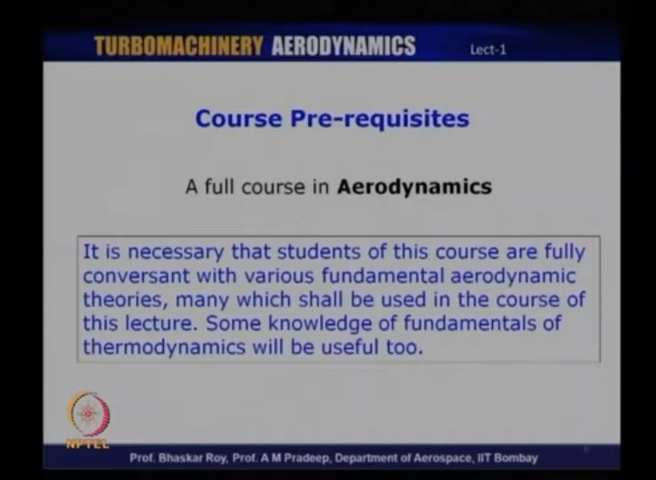 TURBOMACHINERY AERODYNAMICS Lect-1
Course Pre-requisites
A full course in Aerodynamics
It is necessary that students of this course are fully
conversant with various fundamental aerodynamic
theories, many which shall be used in the course of
this lecture. Some knowledge of fundamentals of
thermodynamics will be useful too.
NPTEL
Prof. Bhaskar Roy, Prof. A M Pradeep, Department of Aerospace, IIT Bombay